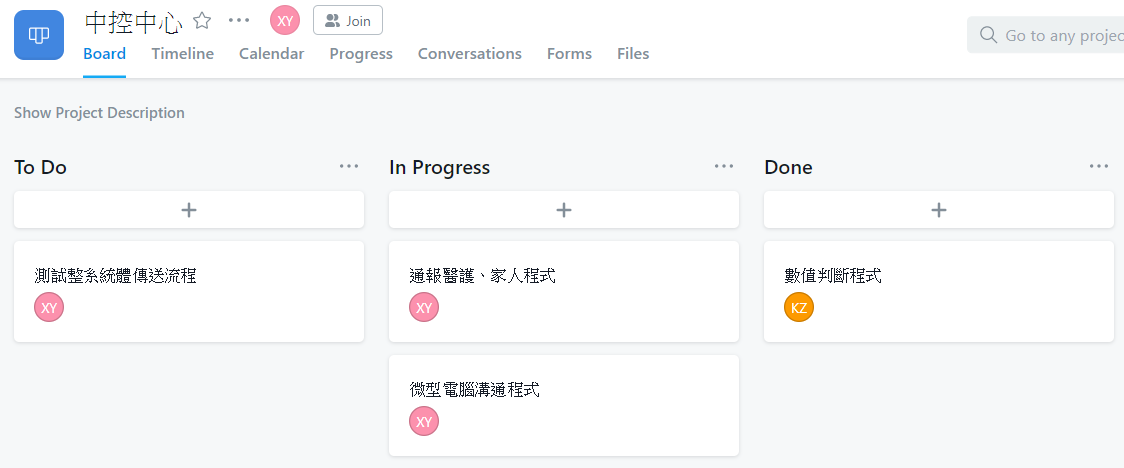 中控中心 XY Join
Board Timeline Calendar Progress Conversations Forms Files
Go to any projec
Show Project Description
To Do
測試整系統體傳送流程
XY
In Progress
通報醫護、家人程式
XY
微型電腦溝通程式
XY
Done
數值判斷程式
KZ